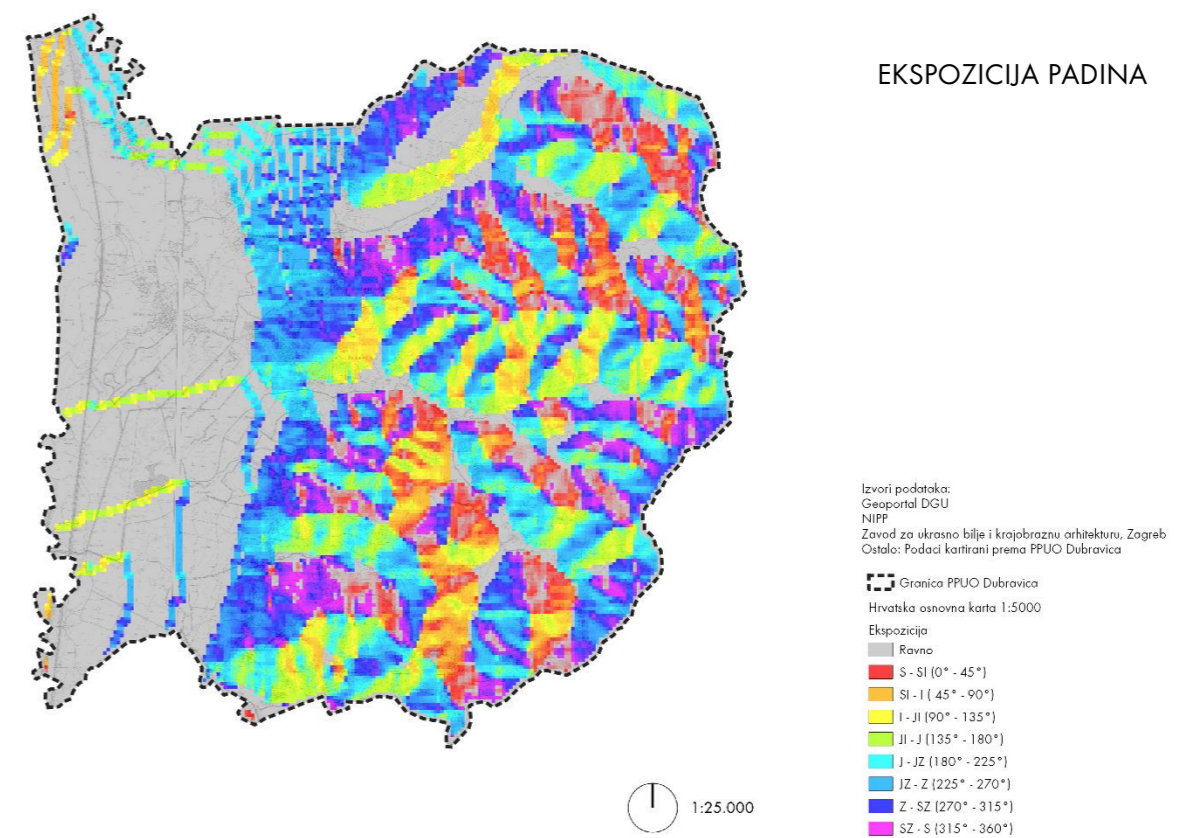 EKSPOZICIJA PADINA
Izvori podataka:
Geoportal DGU
NIPP
Zavod za ukrasno bilje i krajobraznu arhitekturu, Zagreb
Ostalo: Podaci kartirani prema PPUO Dubravica
Granica PPUO Dubravica
Hrvatska osnovna karta 1:5000
Ekspozicija
Ravno
S - SI (0° - 45°)
SI - I ( 45° - 90°)
I - JI (90° - 135°)
JI - J (135° - 180°)
J - JZ (180° - 225°)
JZ - Z (225° - 270°)
Z - SZ (270° - 315°)
SZ - S (315° - 360°)
1:25.000